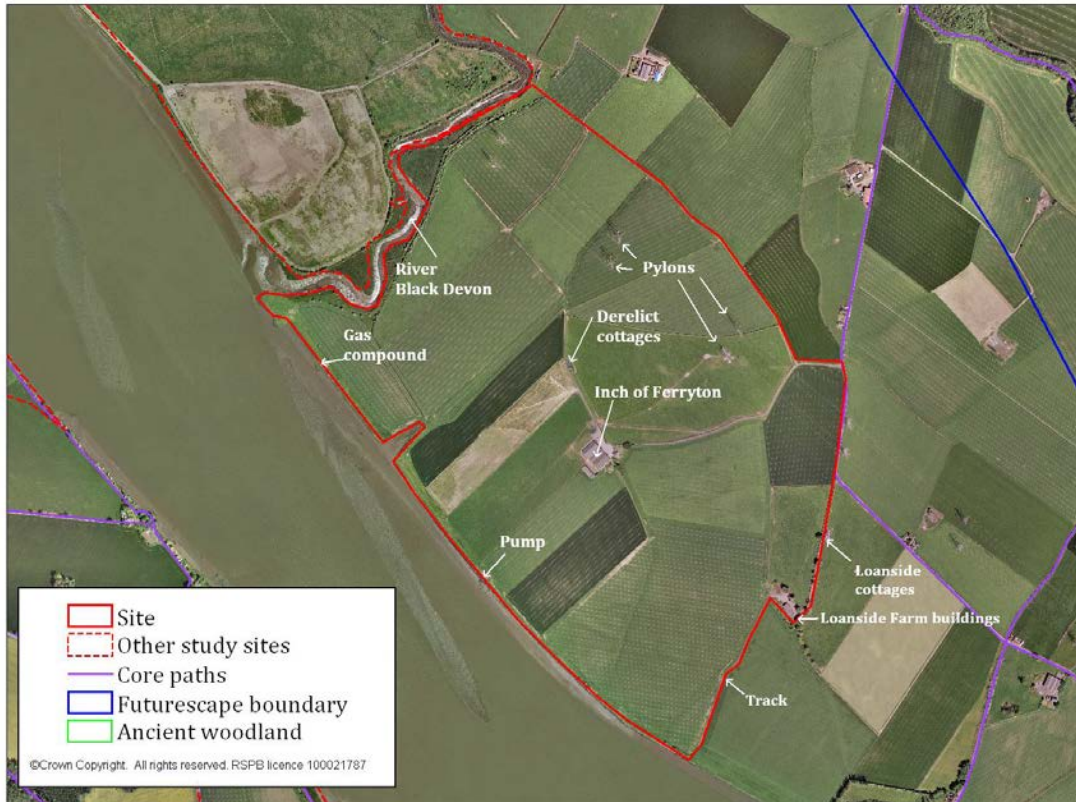 River
Black Devon
Pylons
Gas
compound
Derelict
cottages
Inch of Ferryton
Pump
Loanside
cottages
Loanside Farm buildings
Track
Site
Other study sites
Core paths
Futurescape boundary
Ancient woodland
©Crown Copyright. All rights reserved. RSPB licence 100021787